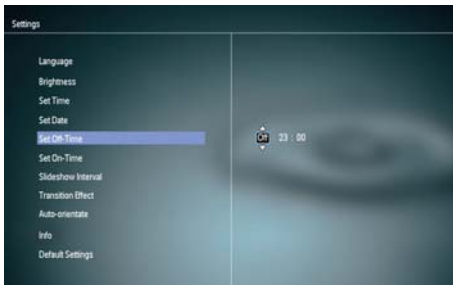 Settings
Language
Brightness
Set Time
Set Date
Set Off-Time
Off 23 : 00
Set On-Time
Slideshow Interval
Transition Effect
Auto-orientate
Info
Default Settings